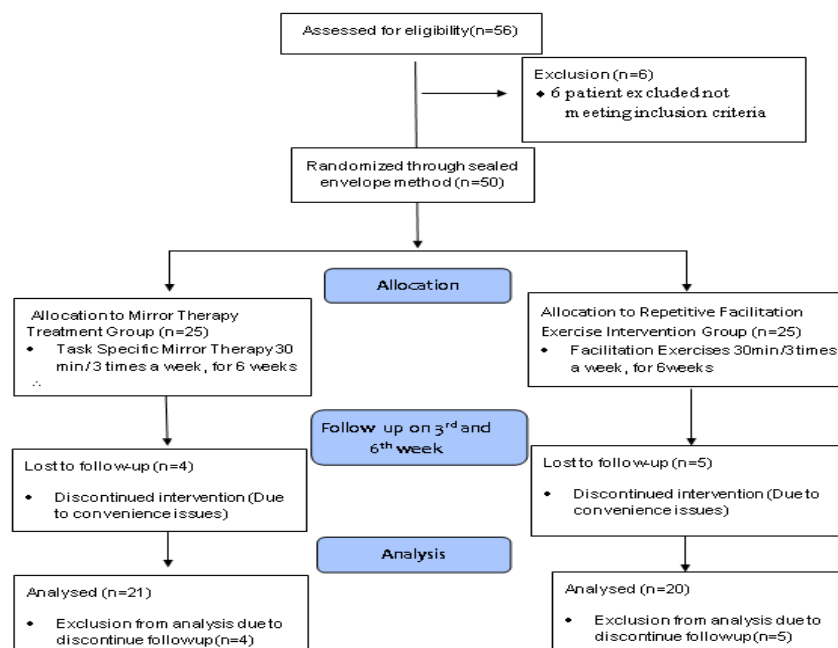 Assessed for eligibility(n=56)
Exclusion (n=6)
◆ 6 patient excluded not
meeting inclusion criteria
Randomized through sealed
envelope method (n=50)
Allocation
Allocation to Mirror Therapy
Treatment Group (n=25)
• Task Specific Mirror Therapy 30
min/3 times a week, for 6 weeks
∴
Allocation to Repetitive Facilitation
Exercise Intervention Group (n=25)
• Facilitation Exercises 30min/3times
a week, for 6weeks
Follow up on 3rd and
6th week
Lost to follow-up (n=4)
• Discontinued intervention (Due
to convenience issues)
Lost to follow-up (n=5)
• Discontinued intervention (Due to
convenience issues)
Analysis
Analysed (n=21)
• Exclusion from analysis due to
discontinue followup(n=4)
Analysed (n=20)
• Exclusion from analysis due to
discontinue followup(n=5)